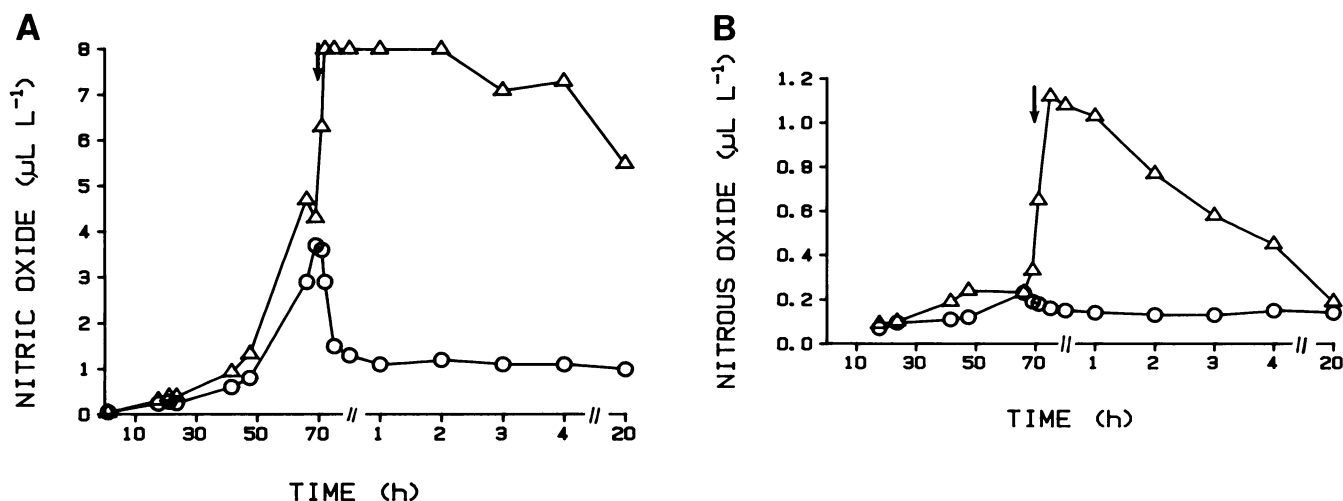 A
NITRIC OXIDE (µL L⁻¹)
8
7
6
5
4
3
2
1
0
10 30 50 70 // 1 2 3 4 // 20
TIME (h)
B
NITROUS OXIDE (µL L⁻¹)
1.2
1.0
0.8
0.6
0.4
0.2
0.0
10 30 50 70 // 1 2 3 4 // 20
TIME (h)